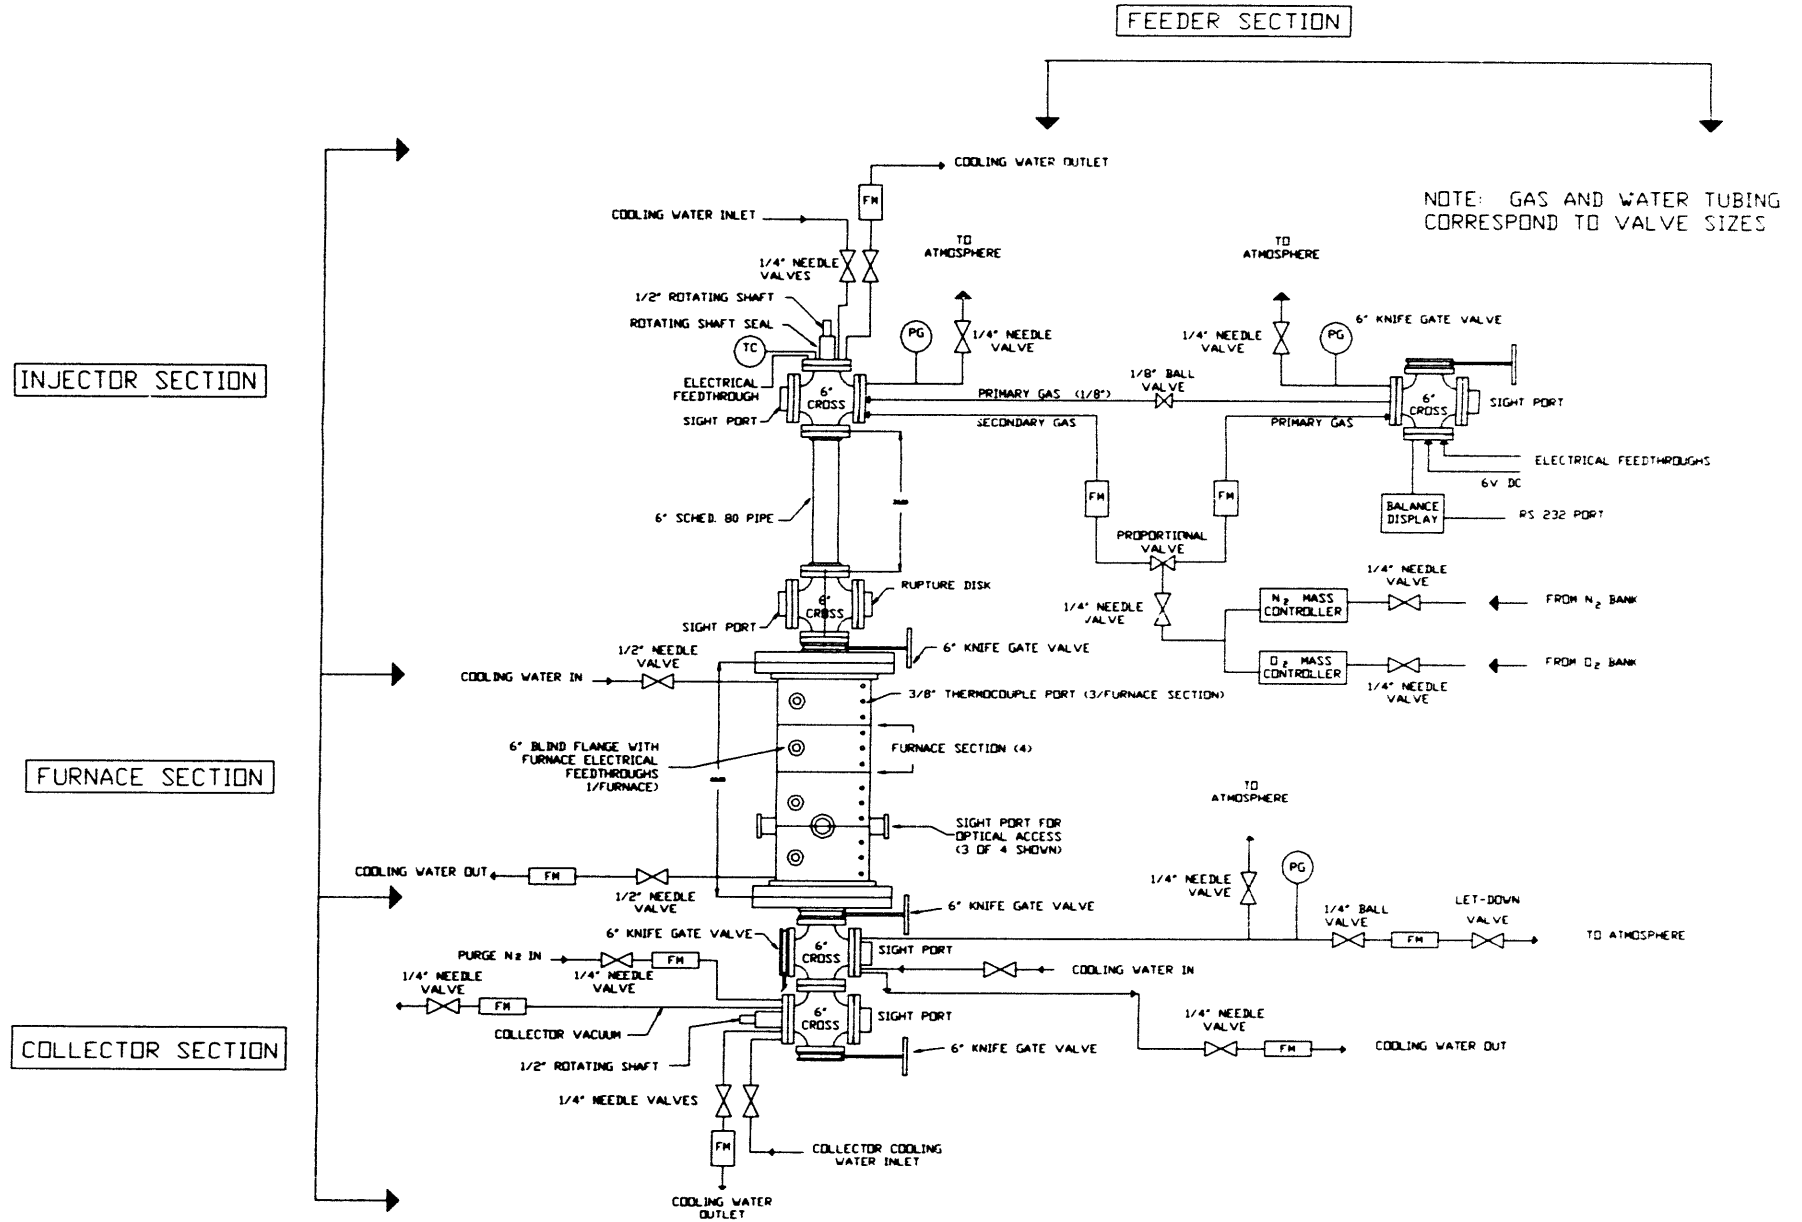 FEEDER SECTION
COOLING WATER OUTLET
FM
NOTE: GAS AND WATER TUBING
CORRESPOND TO VALVE SIZES
COOLING WATER INLET
TO
ATMOSPHERE
TO
ATMOSPHERE
1/4" NEEDLE
VALVES
1/2" ROTATING SHAFT
ROTATING SHAFT SEAL
TC
PG
1/4" NEEDLE
VALVE
1/4" NEEDLE
VALVE
PG
6" KNIFE GATE VALVE
INJECTOR SECTION
ELECTRICAL
FEEDTHROUGH
SIGHT PORT
6"
CROSS
PRIMARY GAS (1/8")
SECONDARY GAS
1/8" BALL
VALVE
PRIMARY GAS
6"
CROSS
SIGHT PORT
ELECTRICAL FEEDTHROUGHS
6V DC
FM
FM
BALANCE
DISPLAY
RS 232 PORT
6" SCHED. 80 PIPE
PROPORTIONAL
VALVE
RUPTURE DISK
6"
CROSS
SIGHT PORT
1/4" NEEDLE
VALVE
N2 MASS
CONTROLLER
1/4" NEEDLE
VALVE
FROM N2 BANK
O2 MASS
CONTROLLER
1/4" NEEDLE
VALVE
FROM O2 BANK
6" KNIFE GATE VALVE
1/2" NEEDLE
VALVE
COOLING WATER IN
3/8" THERMOCOUPLE PORT (3/FURNACE SECTION)
FURNACE SECTION
6" BLIND FLANGE WITH
FURNACE ELECTRICAL
FEEDTHROUGHS
1/FURNACE)
FURNACE SECTION (4)
SIGHT PORT FOR
OPTICAL ACCESS
(3 OF 4 SHOWN)
COOLING WATER OUT
FM
1/2" NEEDLE
VALVE
TO
ATMOSPHERE
1/4" NEEDLE
VALVE
PG
6" KNIFE GATE VALVE
1/4" BALL
VALVE
FM
LET-DOWN
VALVE
TO ATMOSPHERE
6" KNIFE GATE VALVE
6"
CROSS
SIGHT PORT
PURGE N2 IN
FM
1/4" NEEDLE
VALVE
COOLING WATER IN
1/4" NEEDLE
VALVE
FM
COLLECTOR VACUUM
6"
CROSS
SIGHT PORT
1/4" NEEDLE
VALVE
FM
COOLING WATER OUT
COLLECTOR SECTION
1/2" ROTATING SHAFT
6" KNIFE GATE VALVE
1/4" NEEDLE VALVES
FM
COLLECTOR COOLING
WATER INLET
COOLING WATER
OUTLET